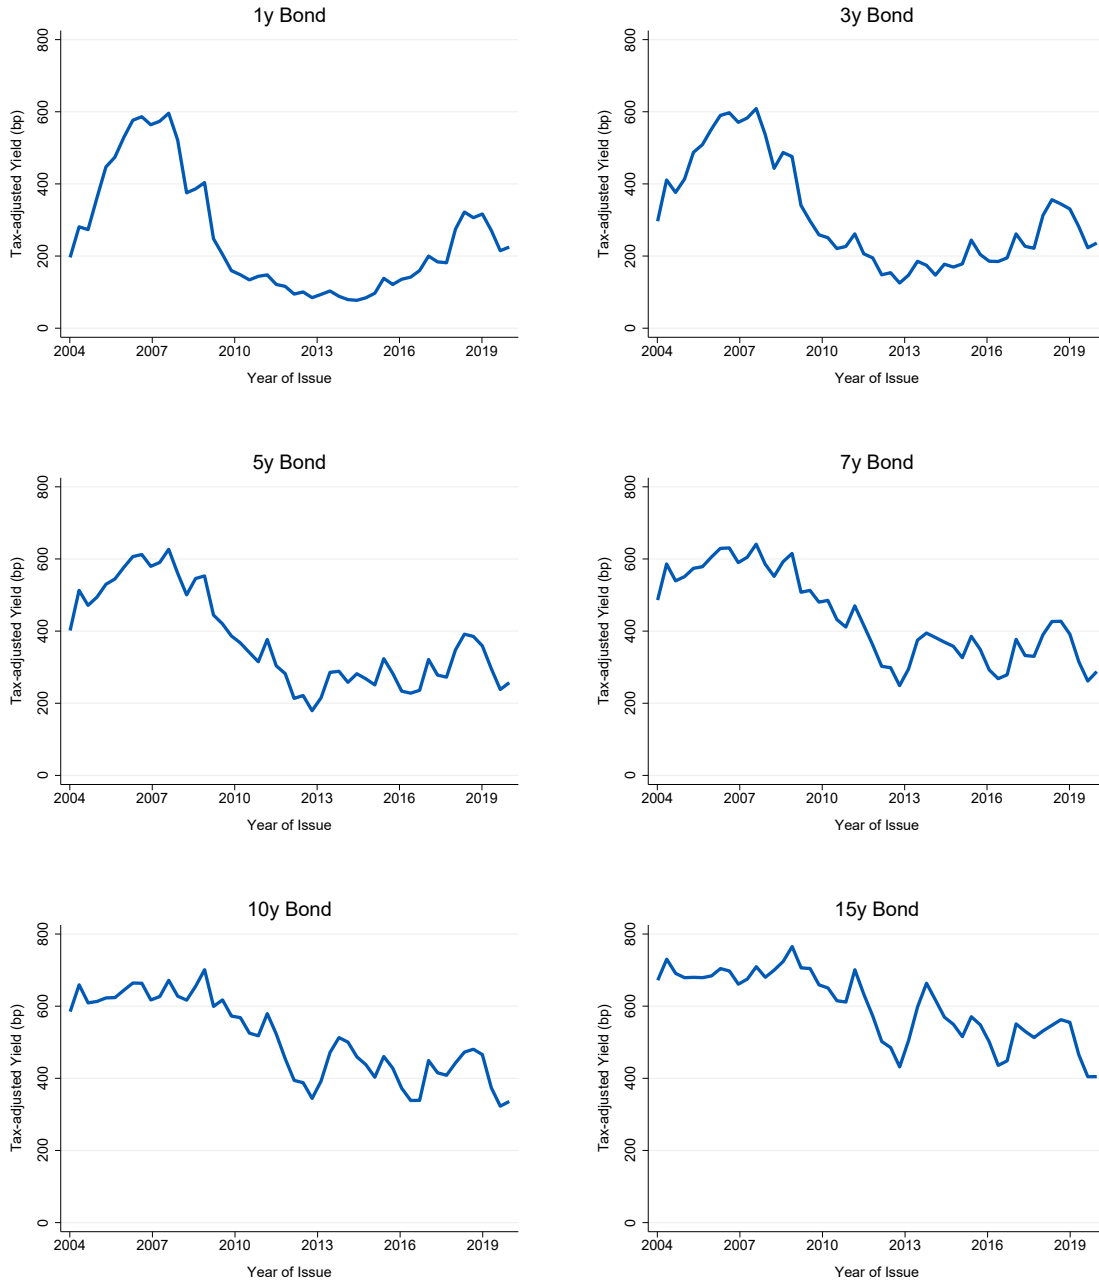 1y Bond
Tax-adjusted Yield (bp)
800
600
400
200
0
2004 2007 2010 2013 2016 2019
Year of Issue
3y Bond
Tax-adjusted Yield (bp)
800
600
400
200
0
2004 2007 2010 2013 2016 2019
Year of Issue
5y Bond
Tax-adjusted Yield (bp)
800
600
400
200
0
2004 2007 2010 2013 2016 2019
Year of Issue
7y Bond
Tax-adjusted Yield (bp)
800
600
400
200
0
2004 2007 2010 2013 2016 2019
Year of Issue
10y Bond
Tax-adjusted Yield (bp)
800
600
400
200
0
2004 2007 2010 2013 2016 2019
Year of Issue
15y Bond
Tax-adjusted Yield (bp)
800
600
400
200
0
2004 2007 2010 2013 2016 2019
Year of Issue